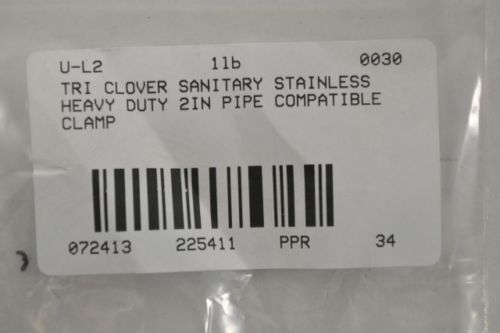 U-L2 1lb 0030
TRI CLOVER SANITARY STAINLESS
HEAVY DUTY 2IN PIPE COMPATIBLE
CLAMP
072413 225411 PPR 34